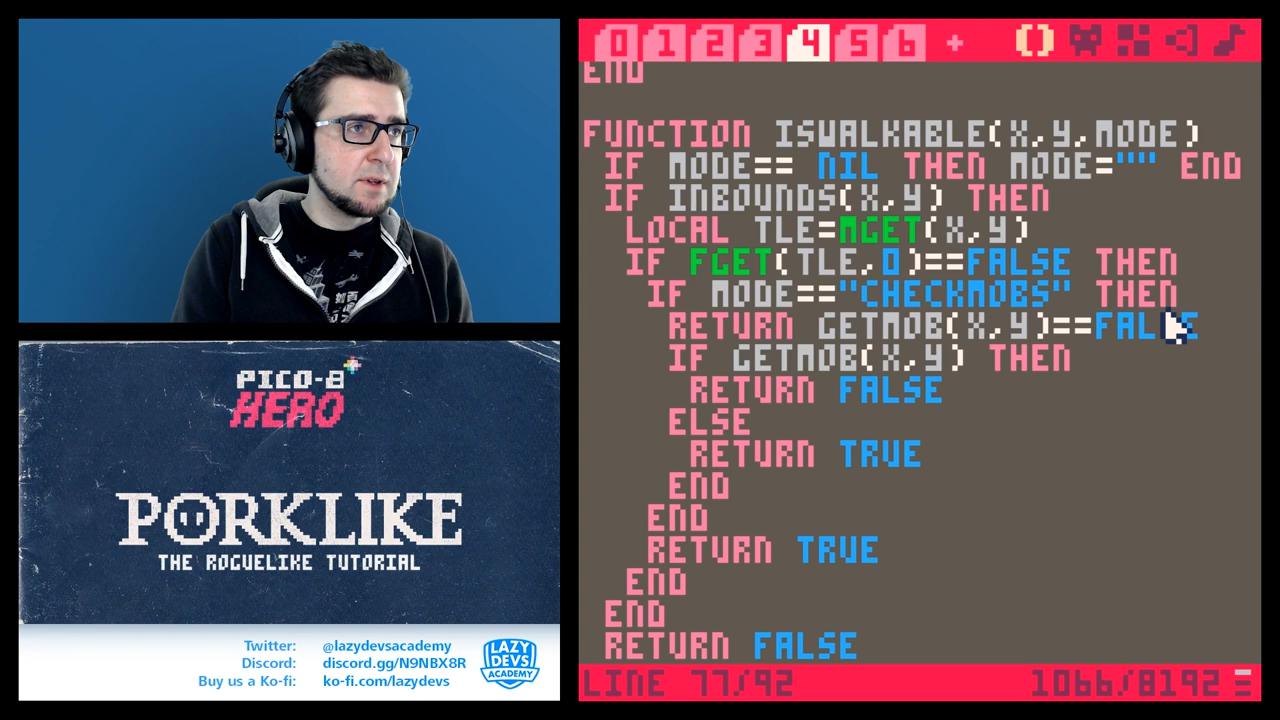 0 1 2 3 4 5 6 +
END
FUNCTION ISWALKABLE(X,Y,MODE)
IF MODE== NIL THEN MODE="" END
IF INBOUNDS(X,Y) THEN
LOCAL TLE=MGET(X,Y)
IF FGET(TLE,0)==FALSE THEN
IF MODE=="CHECKMOBS" THEN
RETURN GETMOB(X,Y)==FALSE
IF GETMOB(X,Y) THEN
RETURN FALSE
ELSE
RETURN TRUE
END
END
RETURN TRUE
END
END
RETURN FALSE
LINE 77/92 1066/8192
PICO-8
HERO
PORKLIKE
THE ROGUELIKE TUTORIAL
Twitter: @lazydevsacademy
Discord: discord.gg/N9NBX8R
Buy us a Ko-fi: ko-fi.com/lazydevs
LAZY
DEVS
ACADEMY